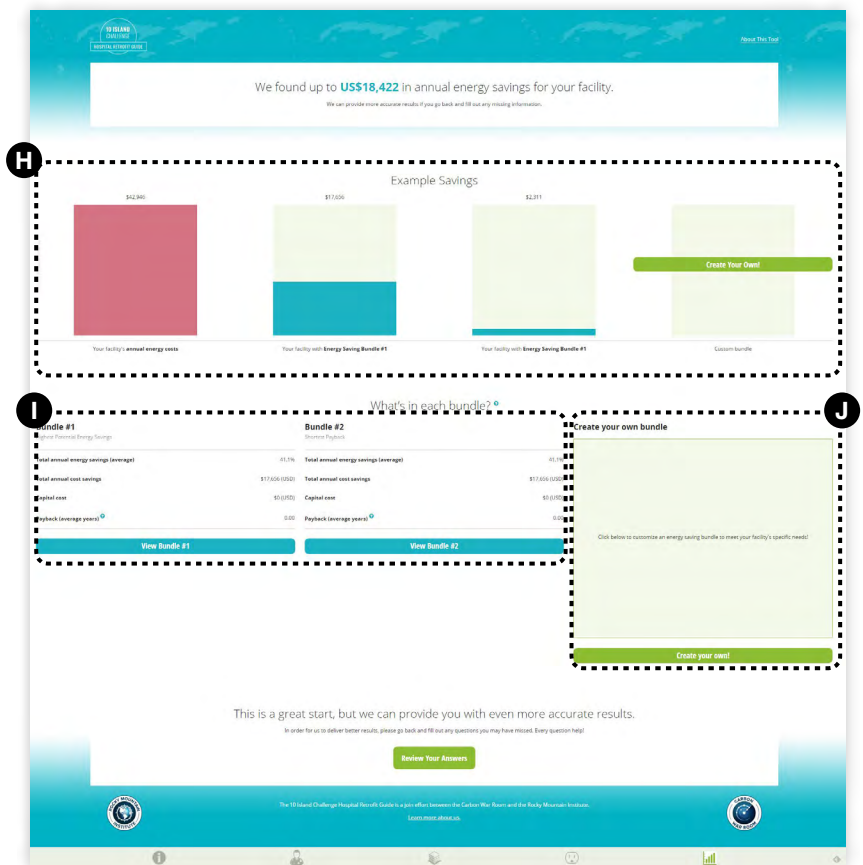 10 ISLAND
CHALLENGE
HOSPITAL RETROFIT GUIDE
About This Tool
We found up to US$18,422 in annual energy savings for your facility.
We can provide more accurate results if you go back and fill out any missing information.
H
Example Savings
$42,946 $17,656 $2,311
Create Your Own!
Your facility's annual energy costs Your facility with Energy Saving Bundle #1 Your facility with Energy Saving Bundle #1 Custom bundle
What's in each bundle?
I
J
Bundle #1 Bundle #2 Create your own bundle
Highest Potential Energy Savings Shortest Payback
Total annual energy savings (average) 41.1% Total annual energy savings (average) 41.1%
Total annual cost savings $17,656 (USD) Total annual cost savings $17,656 (USD)
Capital cost $0 (USD) Capital cost $0 (USD)
Payback (average years) 0.00 Payback (average years) 0.00
Click below to customize an energy saving bundle to meet your facility's specific needs!
View Bundle #1 View Bundle #2
Create your own!
This is a great start, but we can provide you with even more accurate results.
In order for us to deliver better results, please go back and fill out any questions you may have missed. Every question help!
Review Your Answers
ROCKY MOUNTAIN INSTITUTE
The 10 Island Challenge Hospital Retrofit Guide is a join effort between the Carbon War Room and the Rocky Mountain Institute.
Learn more about us.
CARBON WAR ROOM